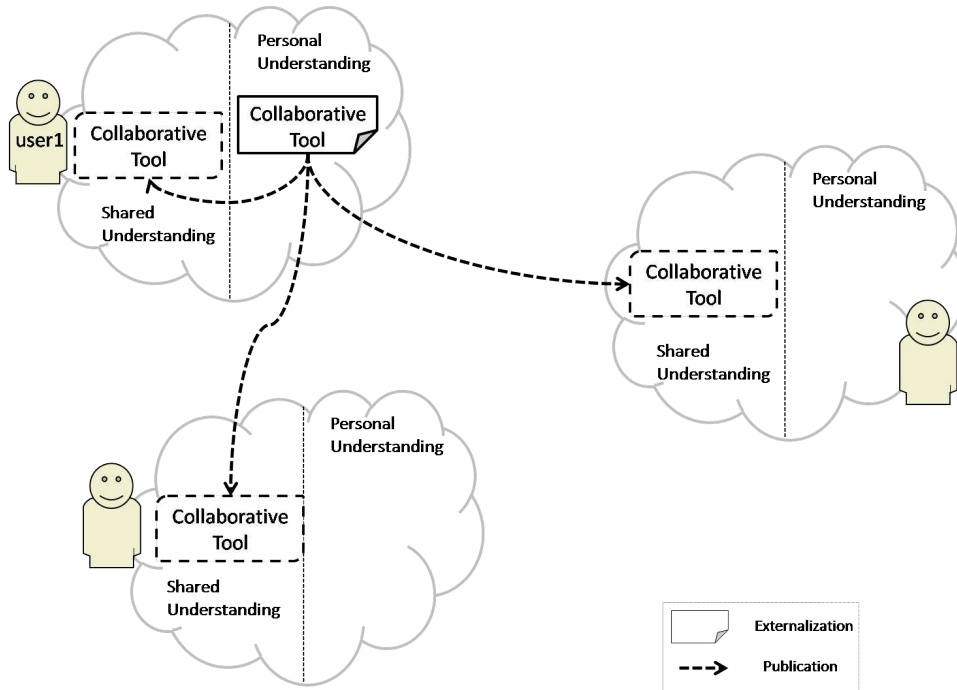 Personal
Understanding
Collaborative
Tool
user1
Collaborative
Tool
Shared
Understanding
Personal
Understanding
Collaborative
Tool
Shared
Understanding
Personal
Understanding
Collaborative
Tool
Shared
Understanding
Externalization
Publication